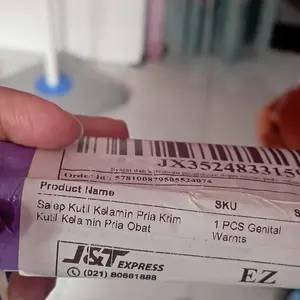 JX3524833159
Order Id : 578100879505524074
Product Name SKU S
Salep Kutil Kelamin Pria Krim 1 PCS Genital
Kutil Kelamin Pria Obat Warnts
J&T EXPRESS
(021) 80661888 EZ